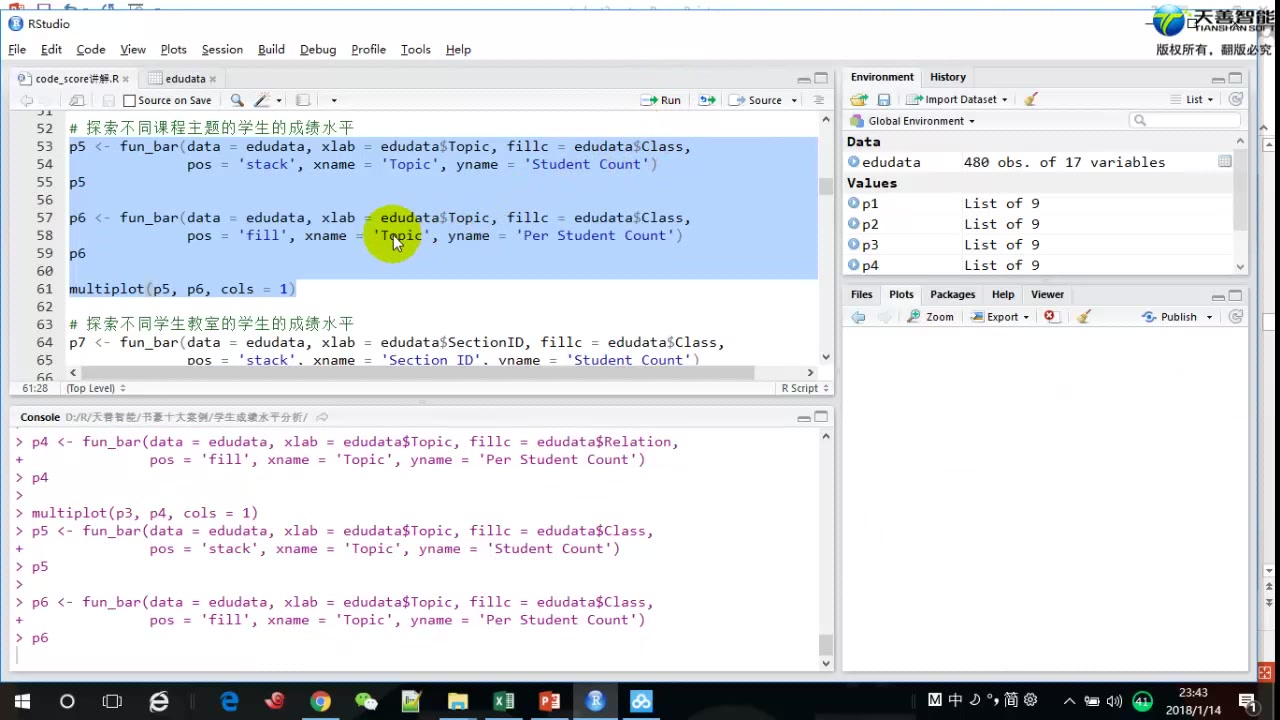 RStudio
天善智能
TIANSHAN SOFT
版权所有，翻版必究
File Edit Code View Plots Session Build Debug Profile Tools Help
code_score讲解.R × edudata ×
Source on Save Run Source
52 # 探索不同课程主题的学生的成绩水平
53 p5 <- fun_bar(data = edudata, xlab = edudata$Topic, fillc = edudata$Class,
54 pos = 'stack', xname = 'Topic', yname = 'Student Count')
55 p5
56
57 p6 <- fun_bar(data = edudata, xlab = edudata$Topic, fillc = edudata$Class,
58 pos = 'fill', xname = 'Topic', yname = 'Per Student Count')
59 p6
60
61 multiplot(p5, p6, cols = 1)
62
63 # 探索不同学生教室的学生的成绩水平
64 p7 <- fun_bar(data = edudata, xlab = edudata$SectionID, fillc = edudata$Class,
65 pos = 'stack', xname = 'Section ID', yname = 'Student Count')
66
61:28 (Top Level) R Script
Console D:/R/天善智能/书豪十大案例/学生成绩水平分析/
> p4 <- fun_bar(data = edudata, xlab = edudata$Topic, fillc = edudata$Relation,
+ pos = 'fill', xname = 'Topic', yname = 'Per Student Count')
> p4
>
> multiplot(p3, p4, cols = 1)
> p5 <- fun_bar(data = edudata, xlab = edudata$Topic, fillc = edudata$Class,
+ pos = 'stack', xname = 'Topic', yname = 'Student Count')
> p5
>
> p6 <- fun_bar(data = edudata, xlab = edudata$Topic, fillc = edudata$Class,
+ pos = 'fill', xname = 'Topic', yname = 'Per Student Count')
> p6
Environment History
Import Dataset List
Global Environment
Data
edudata 480 obs. of 17 variables
Values
p1 List of 9
p2 List of 9
p3 List of 9
p4 List of 9
Files Plots Packages Help Viewer
Zoom Export Publish
M 中 简 41 23:43
2018/1/14 1